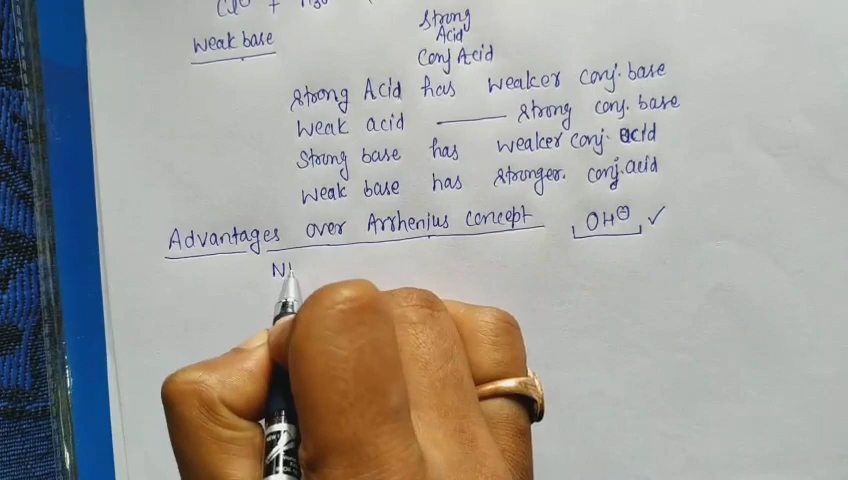 Strong
Acid
Weak base
Conj Acid
Strong Acid has weaker conj. base
Weak acid — strong conj. base
Strong base has weaker conj. acid
Weak base has stronger. conj. acid
Advantages over Arrhenius concept OH⊖ ✓
N